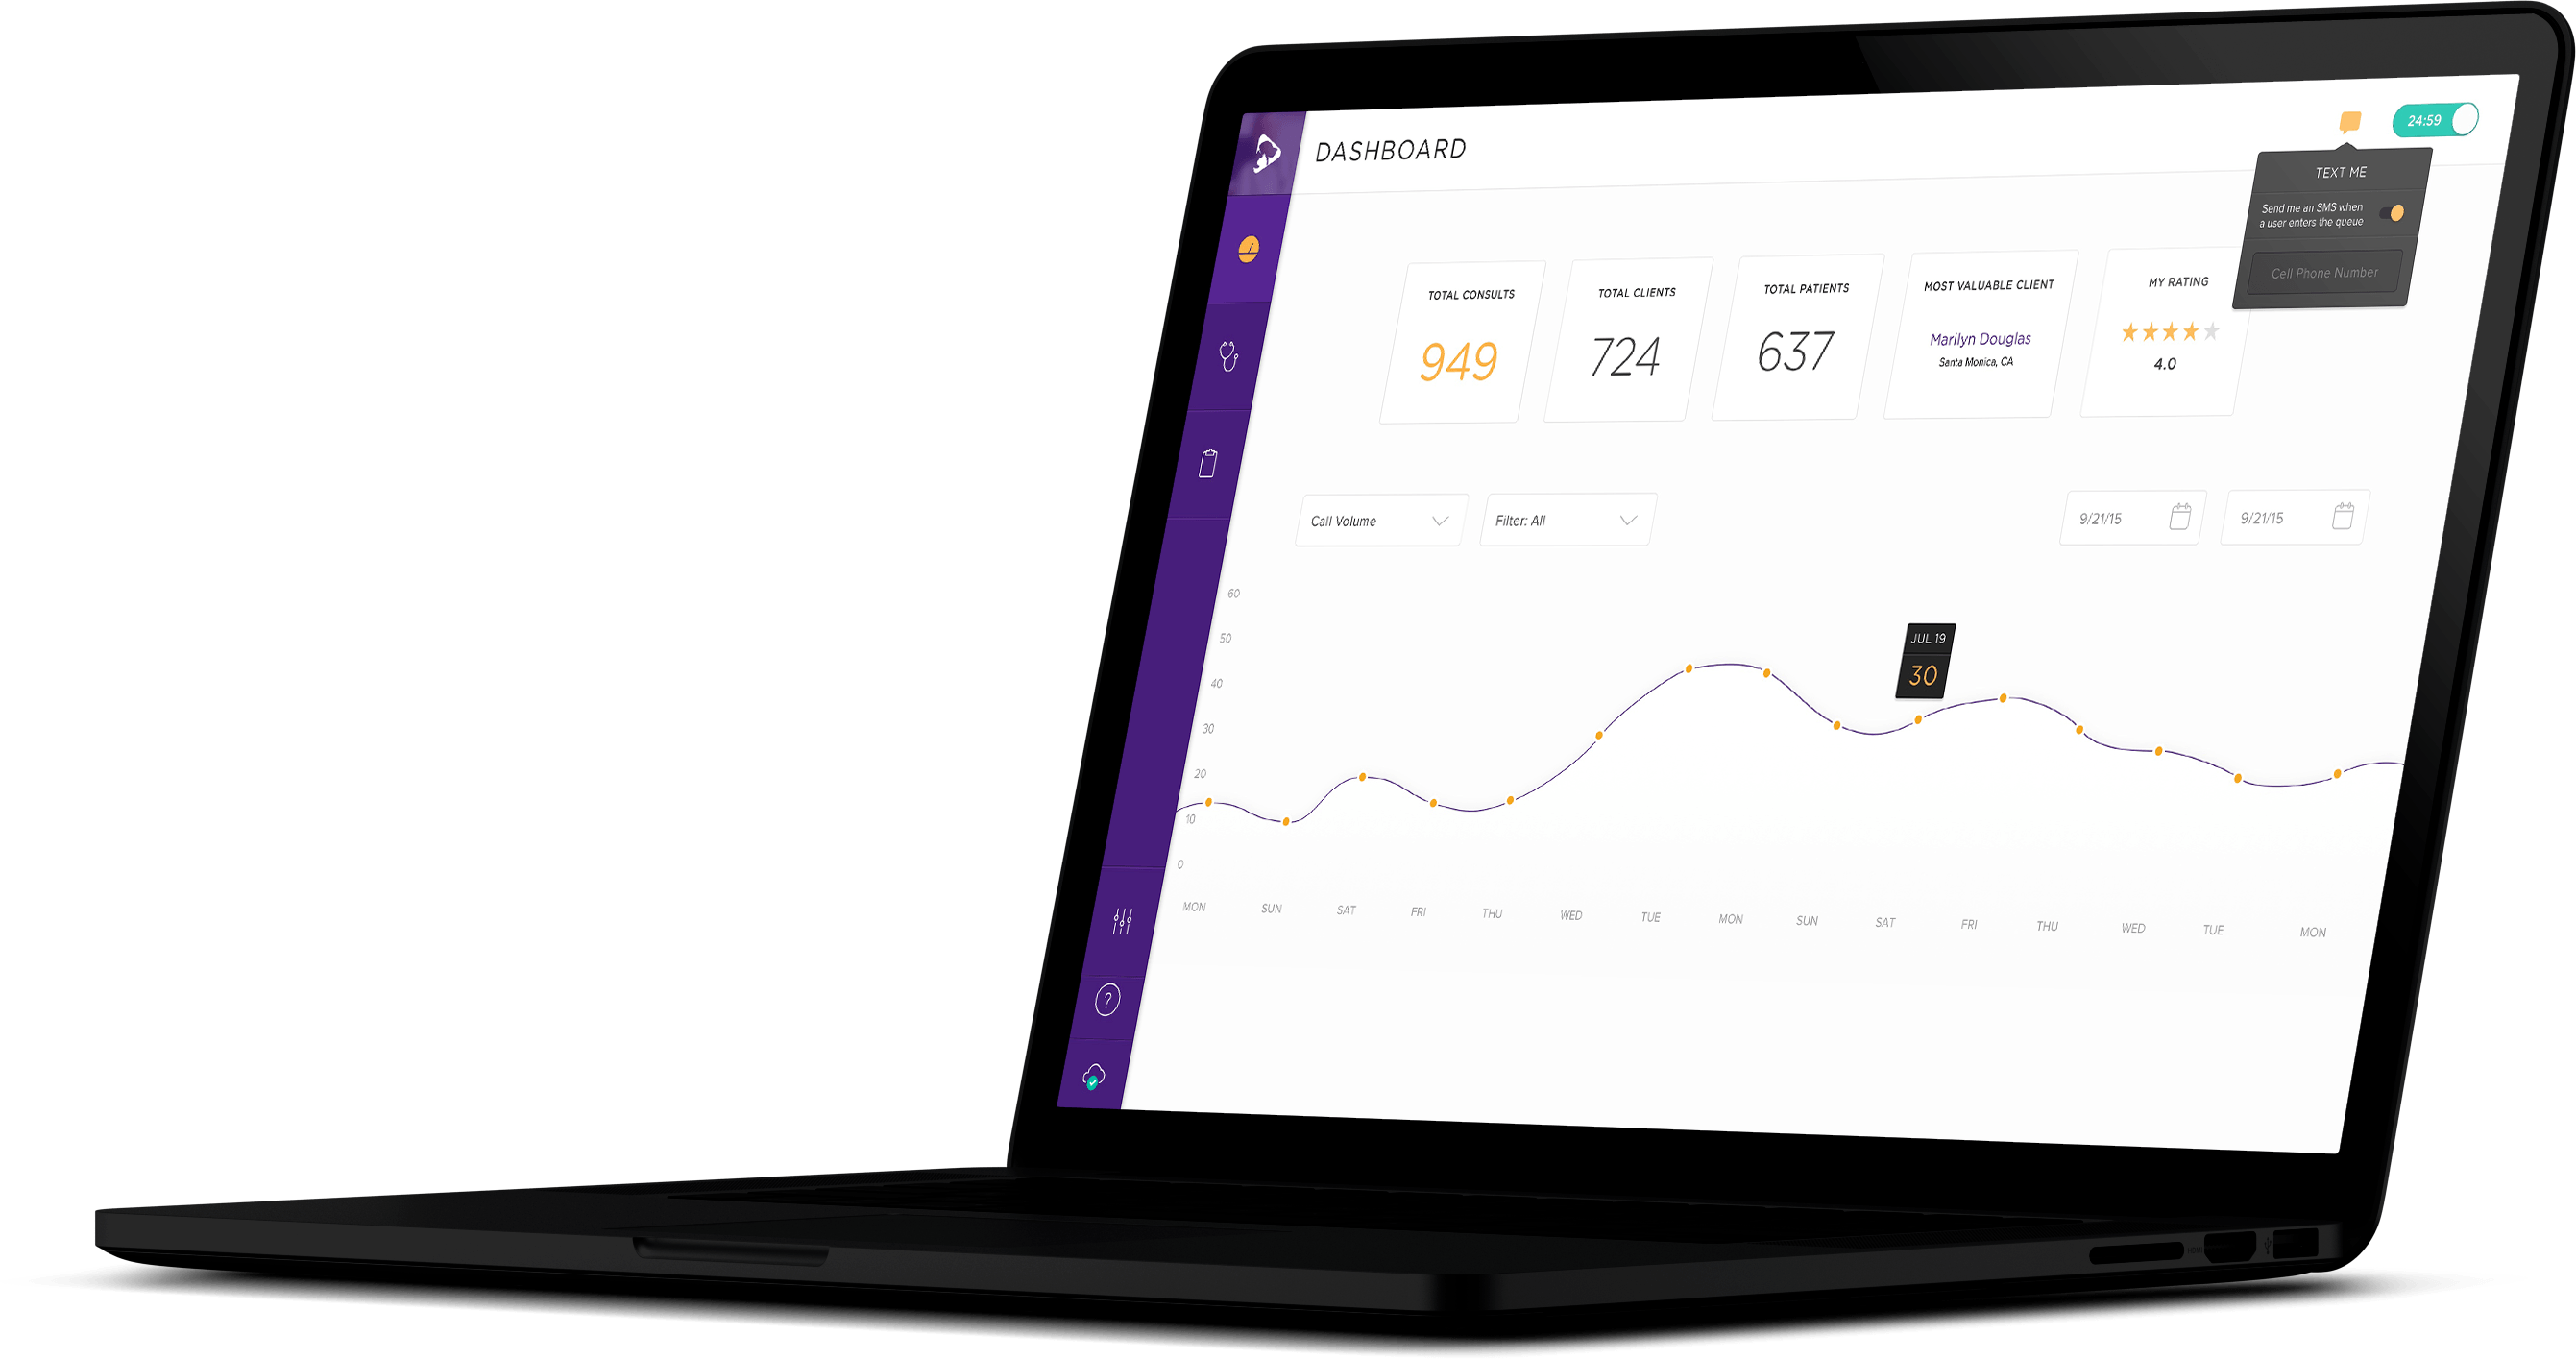 DASHBOARD
24:59
TEXT ME
Send me an SMS when
a user enters the queue
Cell Phone Number
TOTAL CONSULTS
949
TOTAL CLIENTS
724
TOTAL PATIENTS
637
MOST VALUABLE CLIENT
Marilyn Douglas
Santa Monica, CA
MY RATING
4.0
Call Volume
Filter: All
9/21/15
9/21/15
60
50
40
30
20
10
0
JUL 19
30
MON SUN SAT FRI THU WED TUE MON SUN SAT FRI THU WED TUE MON
?